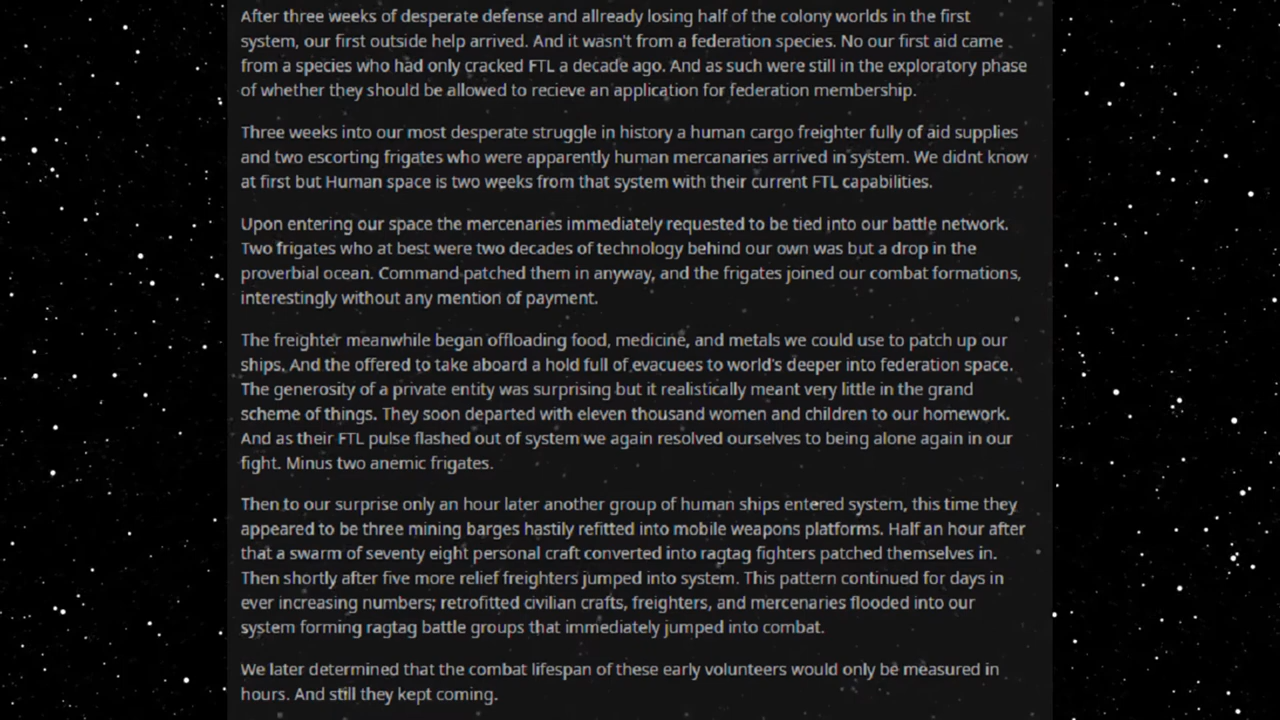 After three weeks of desperate defense and allready losing half of the colony worlds in the first
system, our first outside help arrived. And it wasn't from a federation species. No our first aid came
from a species who had only cracked FTL a decade ago. And as such were still in the exploratory phase
of whether they should be allowed to recieve an application for federation membership.
Three weeks into our most desperate struggle in history a human cargo freighter fully of aid supplies
and two escorting frigates who were apparently human mercanaries arrived in system. We didnt know
at first but Human space is two weeks from that system with their current FTL capabilities.
Upon entering our space the mercenaries immediately requested to be tied into our battle network.
Two frigates who at best were two decades of technology behind our own was but a drop in the
proverbial ocean. Command patched them in anyway, and the frigates joined our combat formations,
interestingly without any mention of payment.
The freighter meanwhile began offloading food, medicine, and metals we could use to patch up our
ships. And the offered to take aboard a hold full of evacuees to world's deeper into federation space.
The generosity of a private entity was surprising but it realistically meant very little in the grand
scheme of things. They soon departed with eleven thousand women and children to our homework.
And as their FTL pulse flashed out of system we again resolved ourselves to being alone again in our
fight. Minus two anemic frigates.
Then to our surprise only an hour later another group of human ships entered system, this time they
appeared to be three mining barges hastily refitted into mobile weapons platforms. Half an hour after
that a swarm of seventy eight personal craft converted into ragtag fighters patched themselves in.
Then shortly after five more relief freighters jumped into system. This pattern continued for days in
ever increasing numbers; retrofitted civilian crafts, freighters, and mercenaries flooded into our
system forming ragtag battle groups that immediately jumped into combat.
We later determined that the combat lifespan of these early volunteers would only be measured in
hours. And still they kept coming.